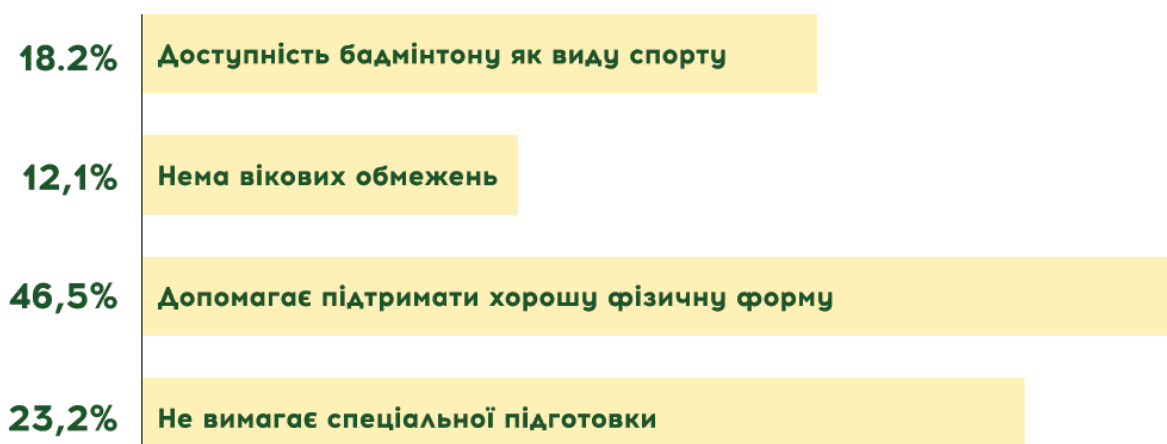 18.2% Доступність бадмінтону як виду спорту
12,1% Нема вікових обмежень
46,5% Допомагає підтримати хорошу фізичну форму
23,2% Не вимагає спеціальної підготовки